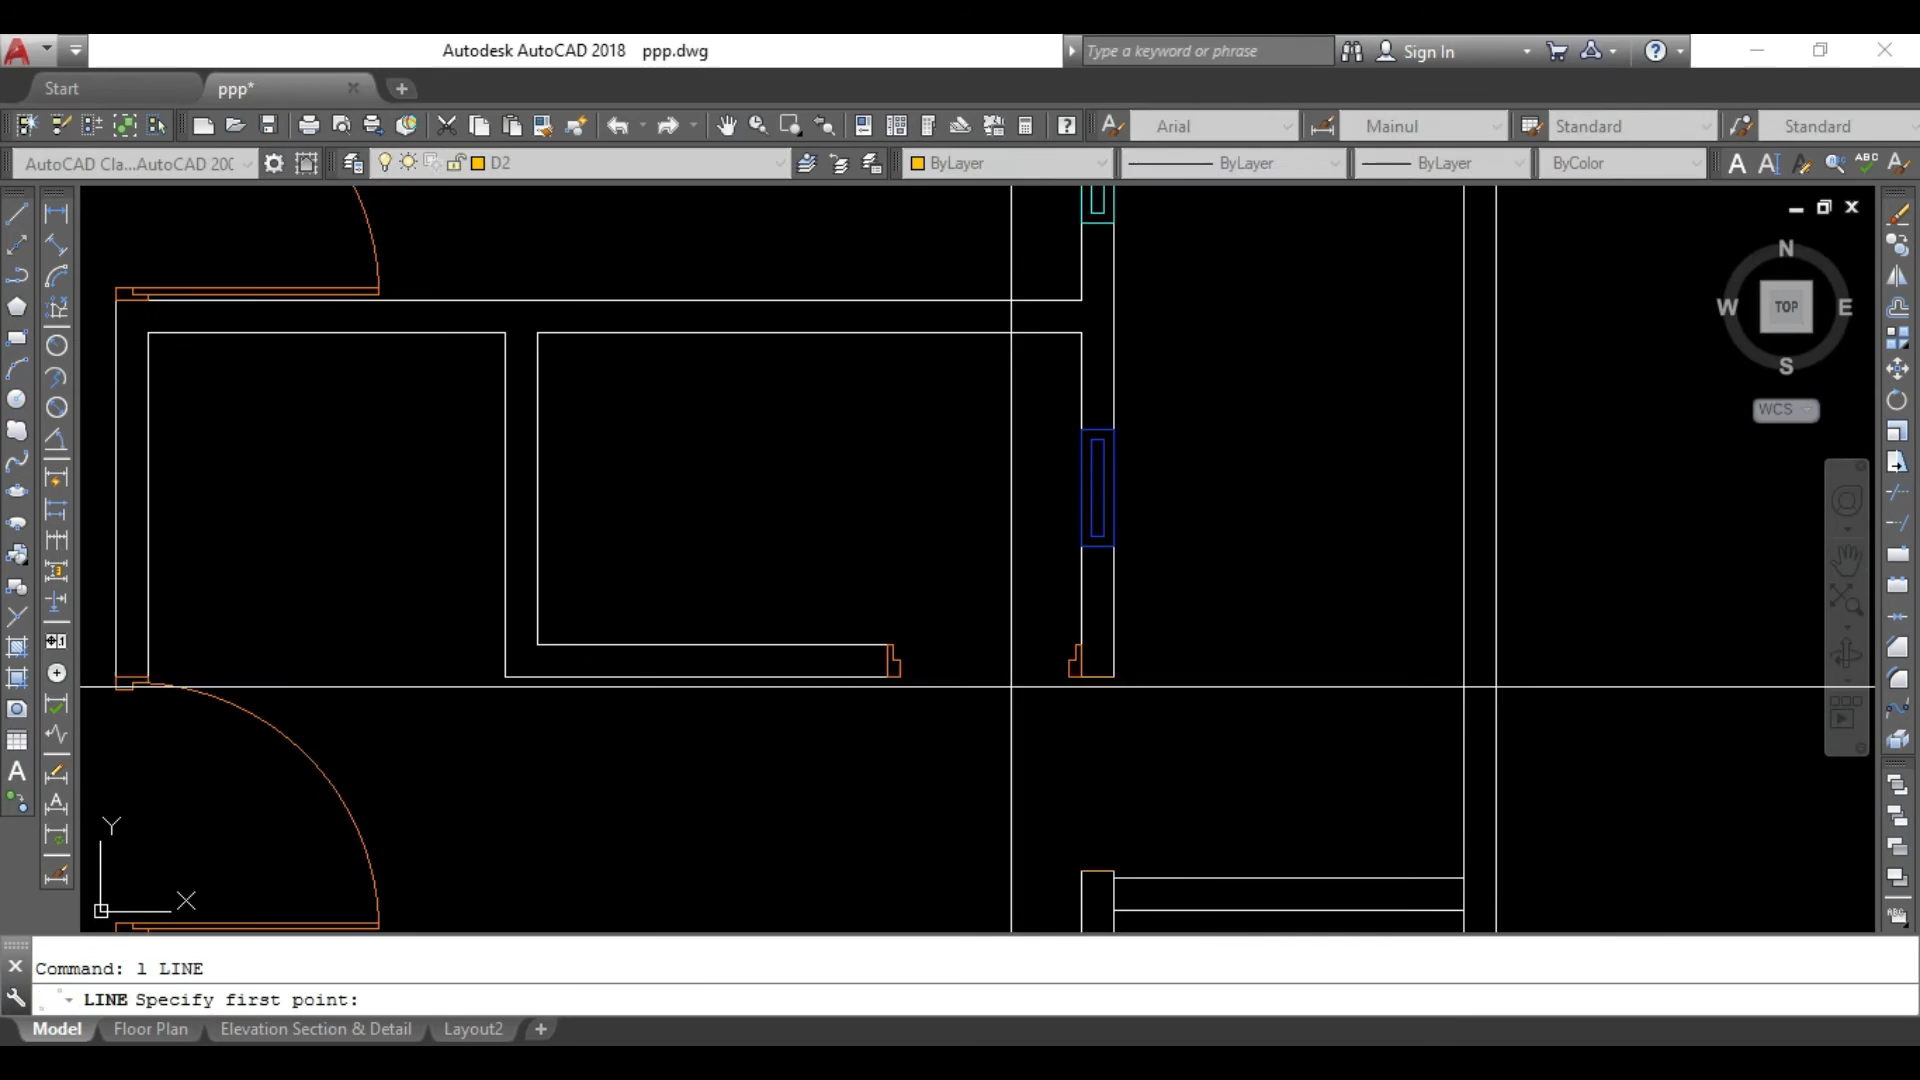 Autodesk AutoCAD 2018 ppp.dwg
Type a keyword or phrase
Sign In
Start
ppp*
Arial
Mainul
Standard
Standard
AutoCAD Cla...AutoCAD 200
D2
ByLayer
ByLayer
ByLayer
ByColor
N
W
TOP
E
S
WCS
Y
X
Command: l LINE
LINE Specify first point:
Model
Floor Plan
Elevation Section & Detail
Layout2